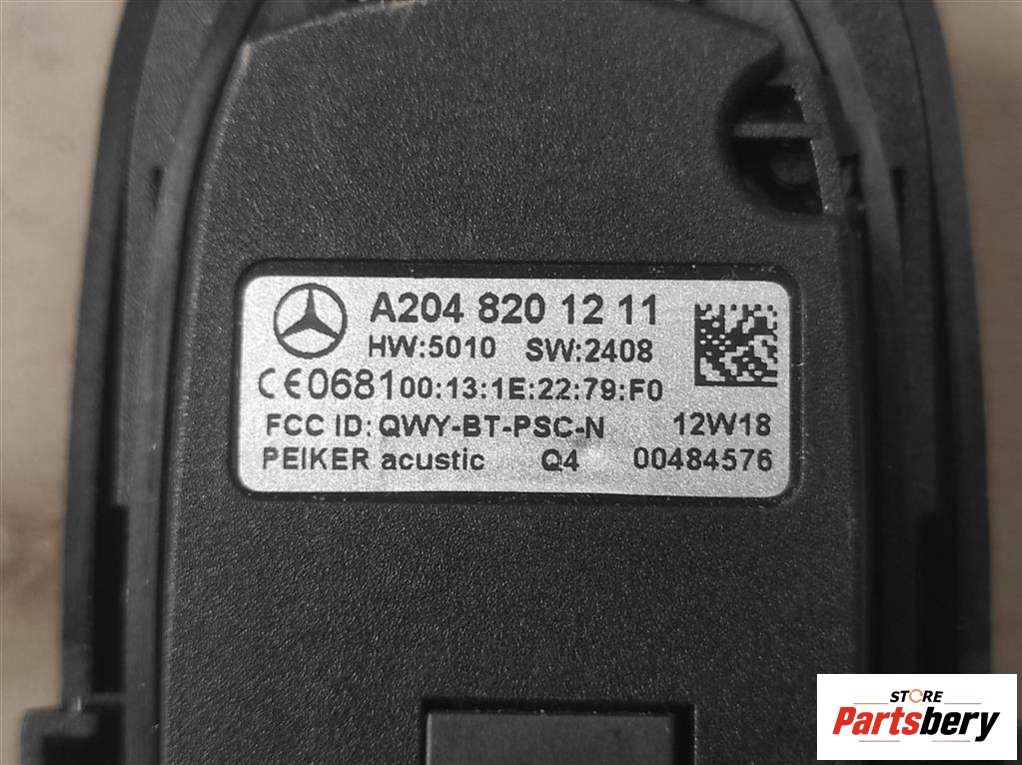 A204 820 12 11
HW:5010 SW:2408
CE0681 00:13:1E:22:79:F0
FCC ID: QWY-BT-PSC-N 12W18
PEIKER acustic Q4 00484576
STORE
Partsbery